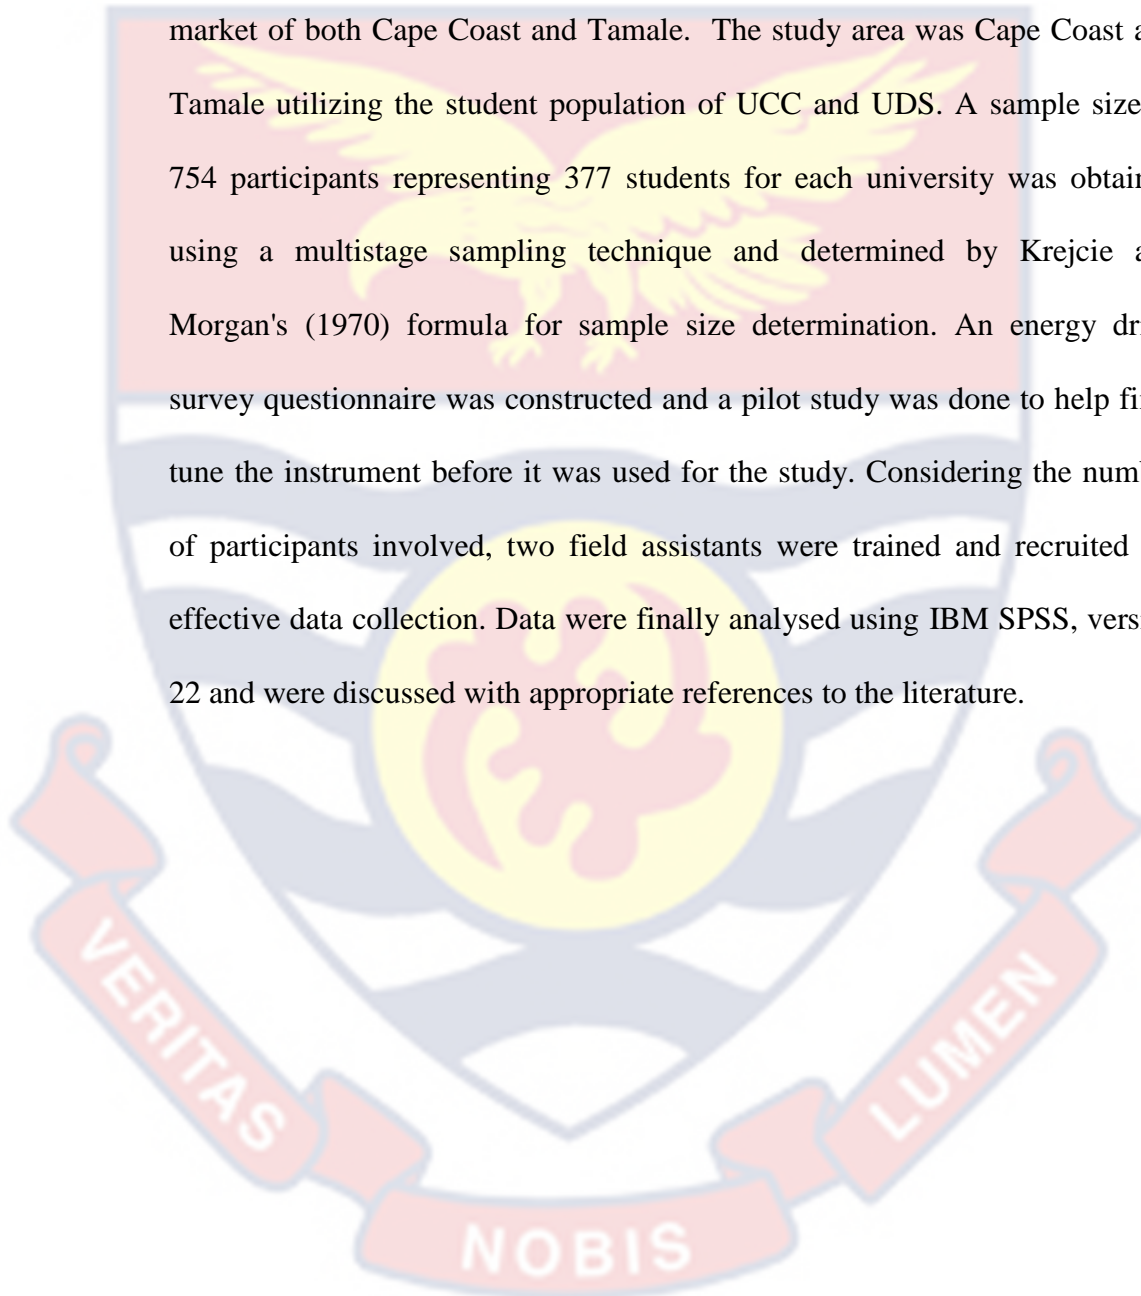 market of both Cape Coast and Tamale. The study area was Cape Coast a
Tamale utilizing the student population of UCC and UDS. A sample size
754 participants representing 377 students for each university was obtain
using a multistage sampling technique and determined by Krejcie a
Morgan's (1970) formula for sample size determination. An energy dri
survey questionnaire was constructed and a pilot study was done to help fi
tune the instrument before it was used for the study. Considering the num
of participants involved, two field assistants were trained and recruited
effective data collection. Data were finally analysed using IBM SPSS, versi
22 and were discussed with appropriate references to the literature.
VERITAS
NOBIS
LUMEN